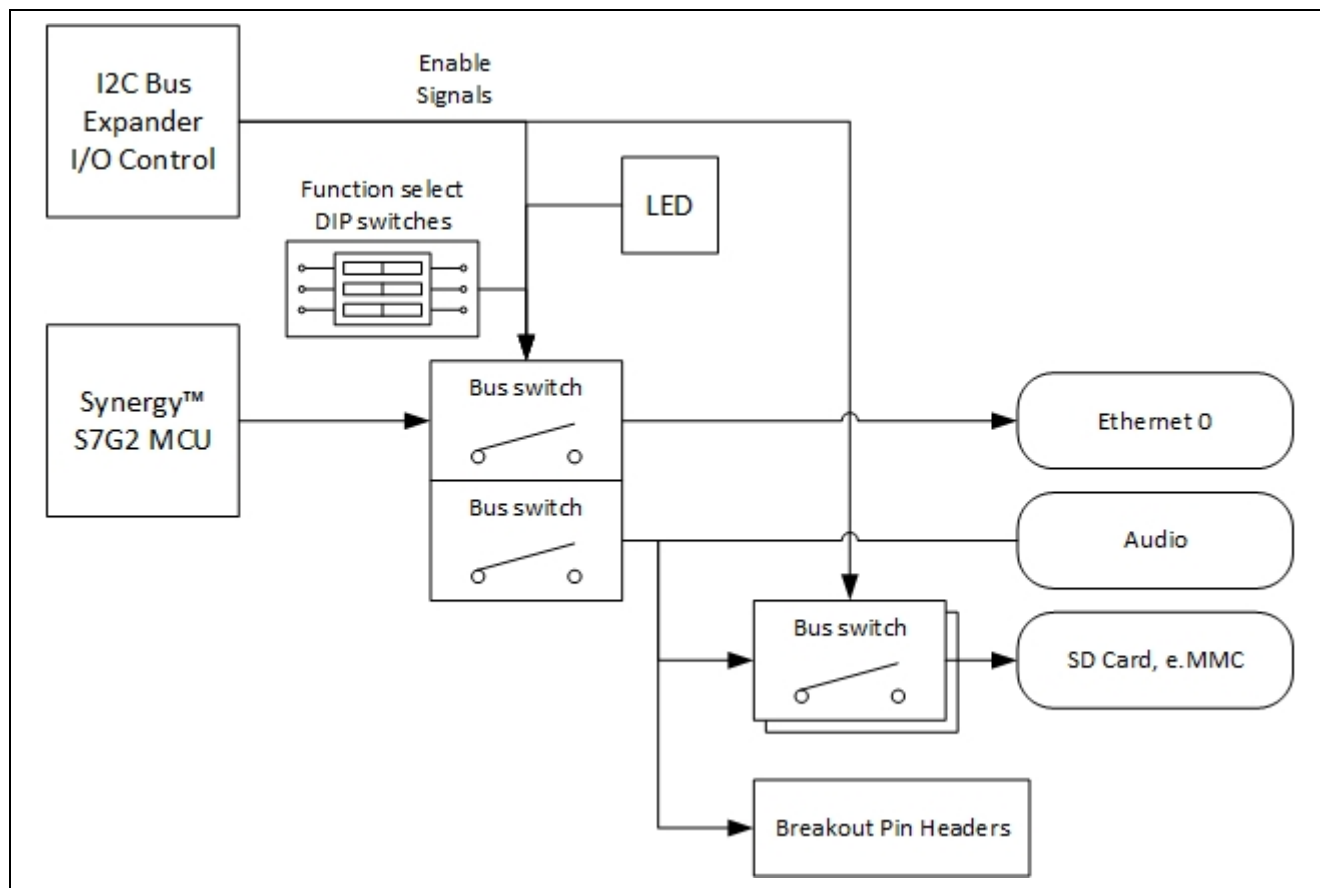 I2C Bus
Expander
I/O Control
Enable
Signals
Function select
DIP switches
LED
Synergy™
S7G2 MCU
Bus switch
Ethernet 0
Bus switch
Audio
Bus switch
SD Card, e.MMC
Breakout Pin Headers